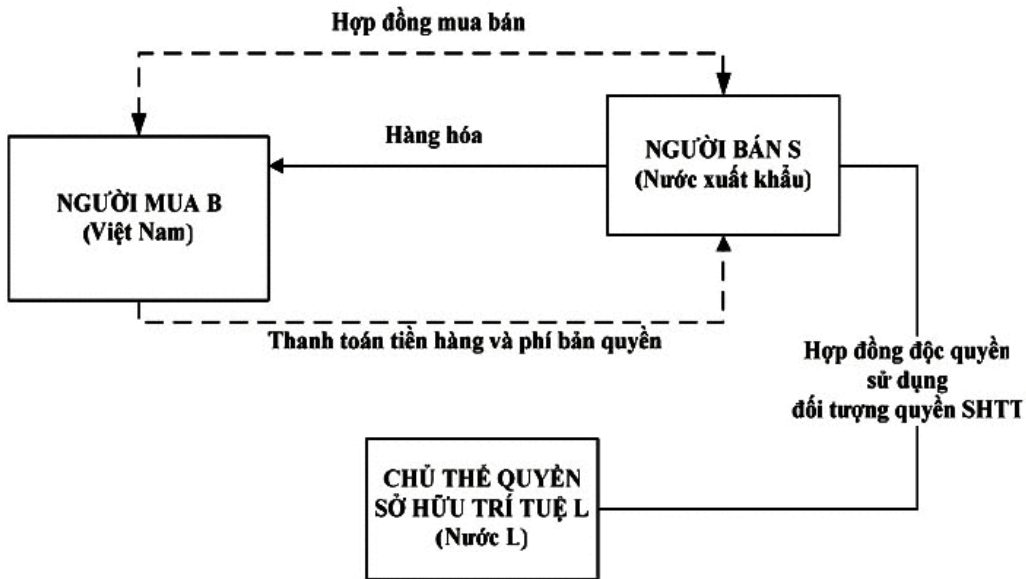 Hợp đồng mua bán
NGƯỜI BÁN S
(Nước xuất khẩu)
Hàng hóa
NGƯỜI MUA B
(Việt Nam)
Thanh toán tiền hàng và phí bản quyền
Hợp đồng độc quyền
sử dụng
đối tượng quyền SHTT
CHỦ THỂ QUYỀN
SỞ HỮU TRÍ TUỆ L
(Nước L)